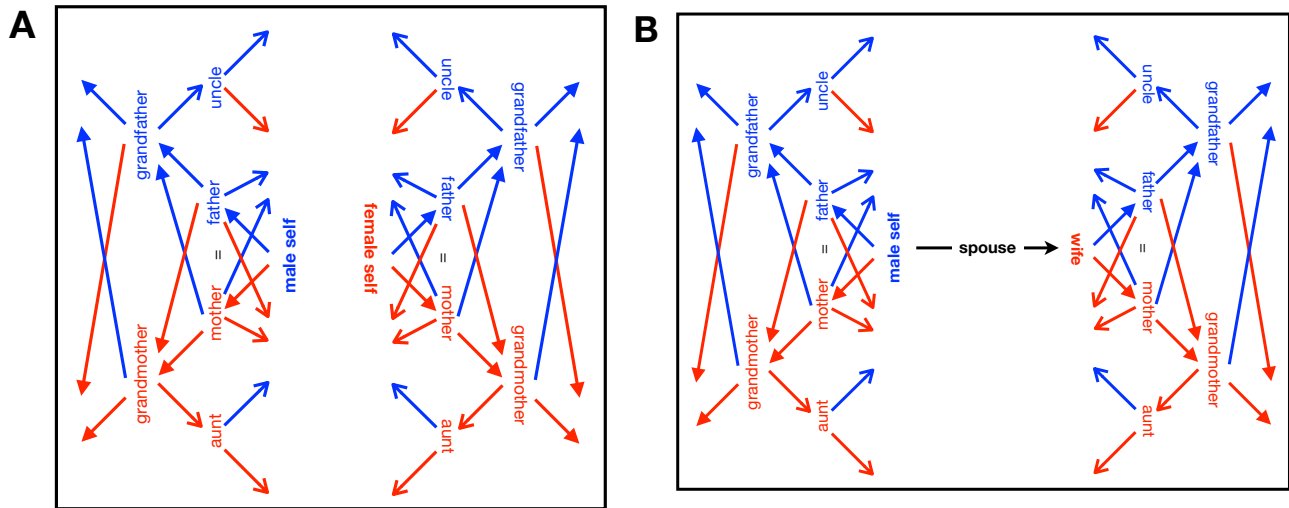 A
grandfather
uncle
father
=
male self
mother
grandmother
aunt
uncle
grandfather
female self
father
=
mother
grandmother
aunt
B
grandfather
uncle
father
=
male self
mother
grandmother
aunt
spouse
uncle
grandfather
wife
father
=
mother
grandmother
aunt